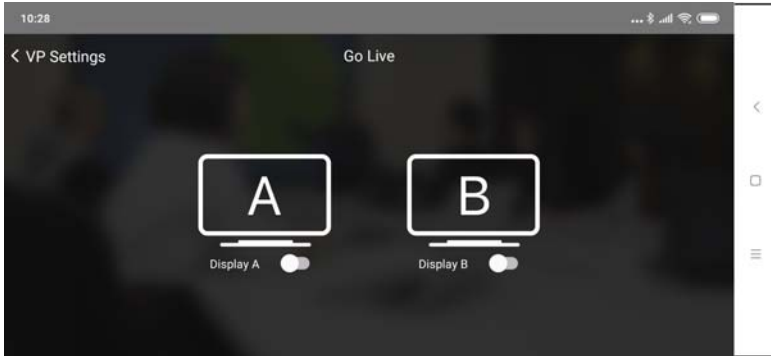 10:28
VP Settings
Go Live
A
B
Display A
Display B